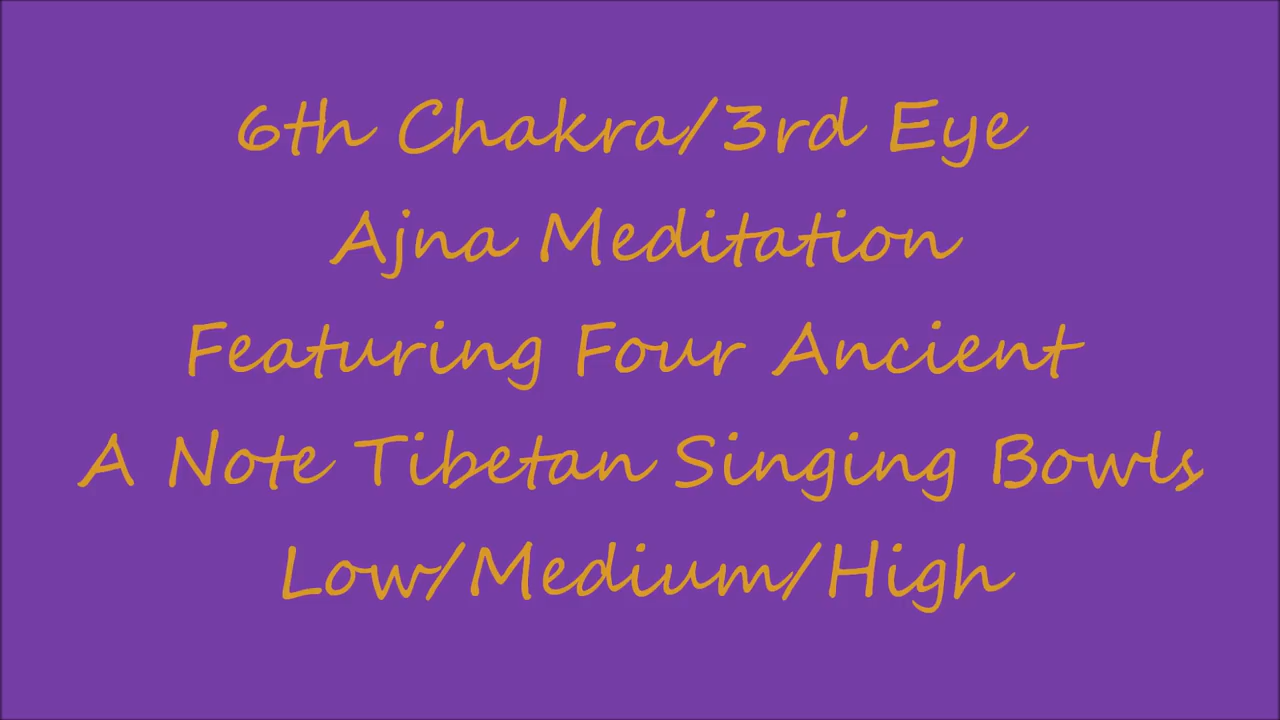 6th Chakra/3rd Eye
Ajna Meditation
Featuring Four Ancient
A Note Tibetan Singing Bowls
Low/Medium/High